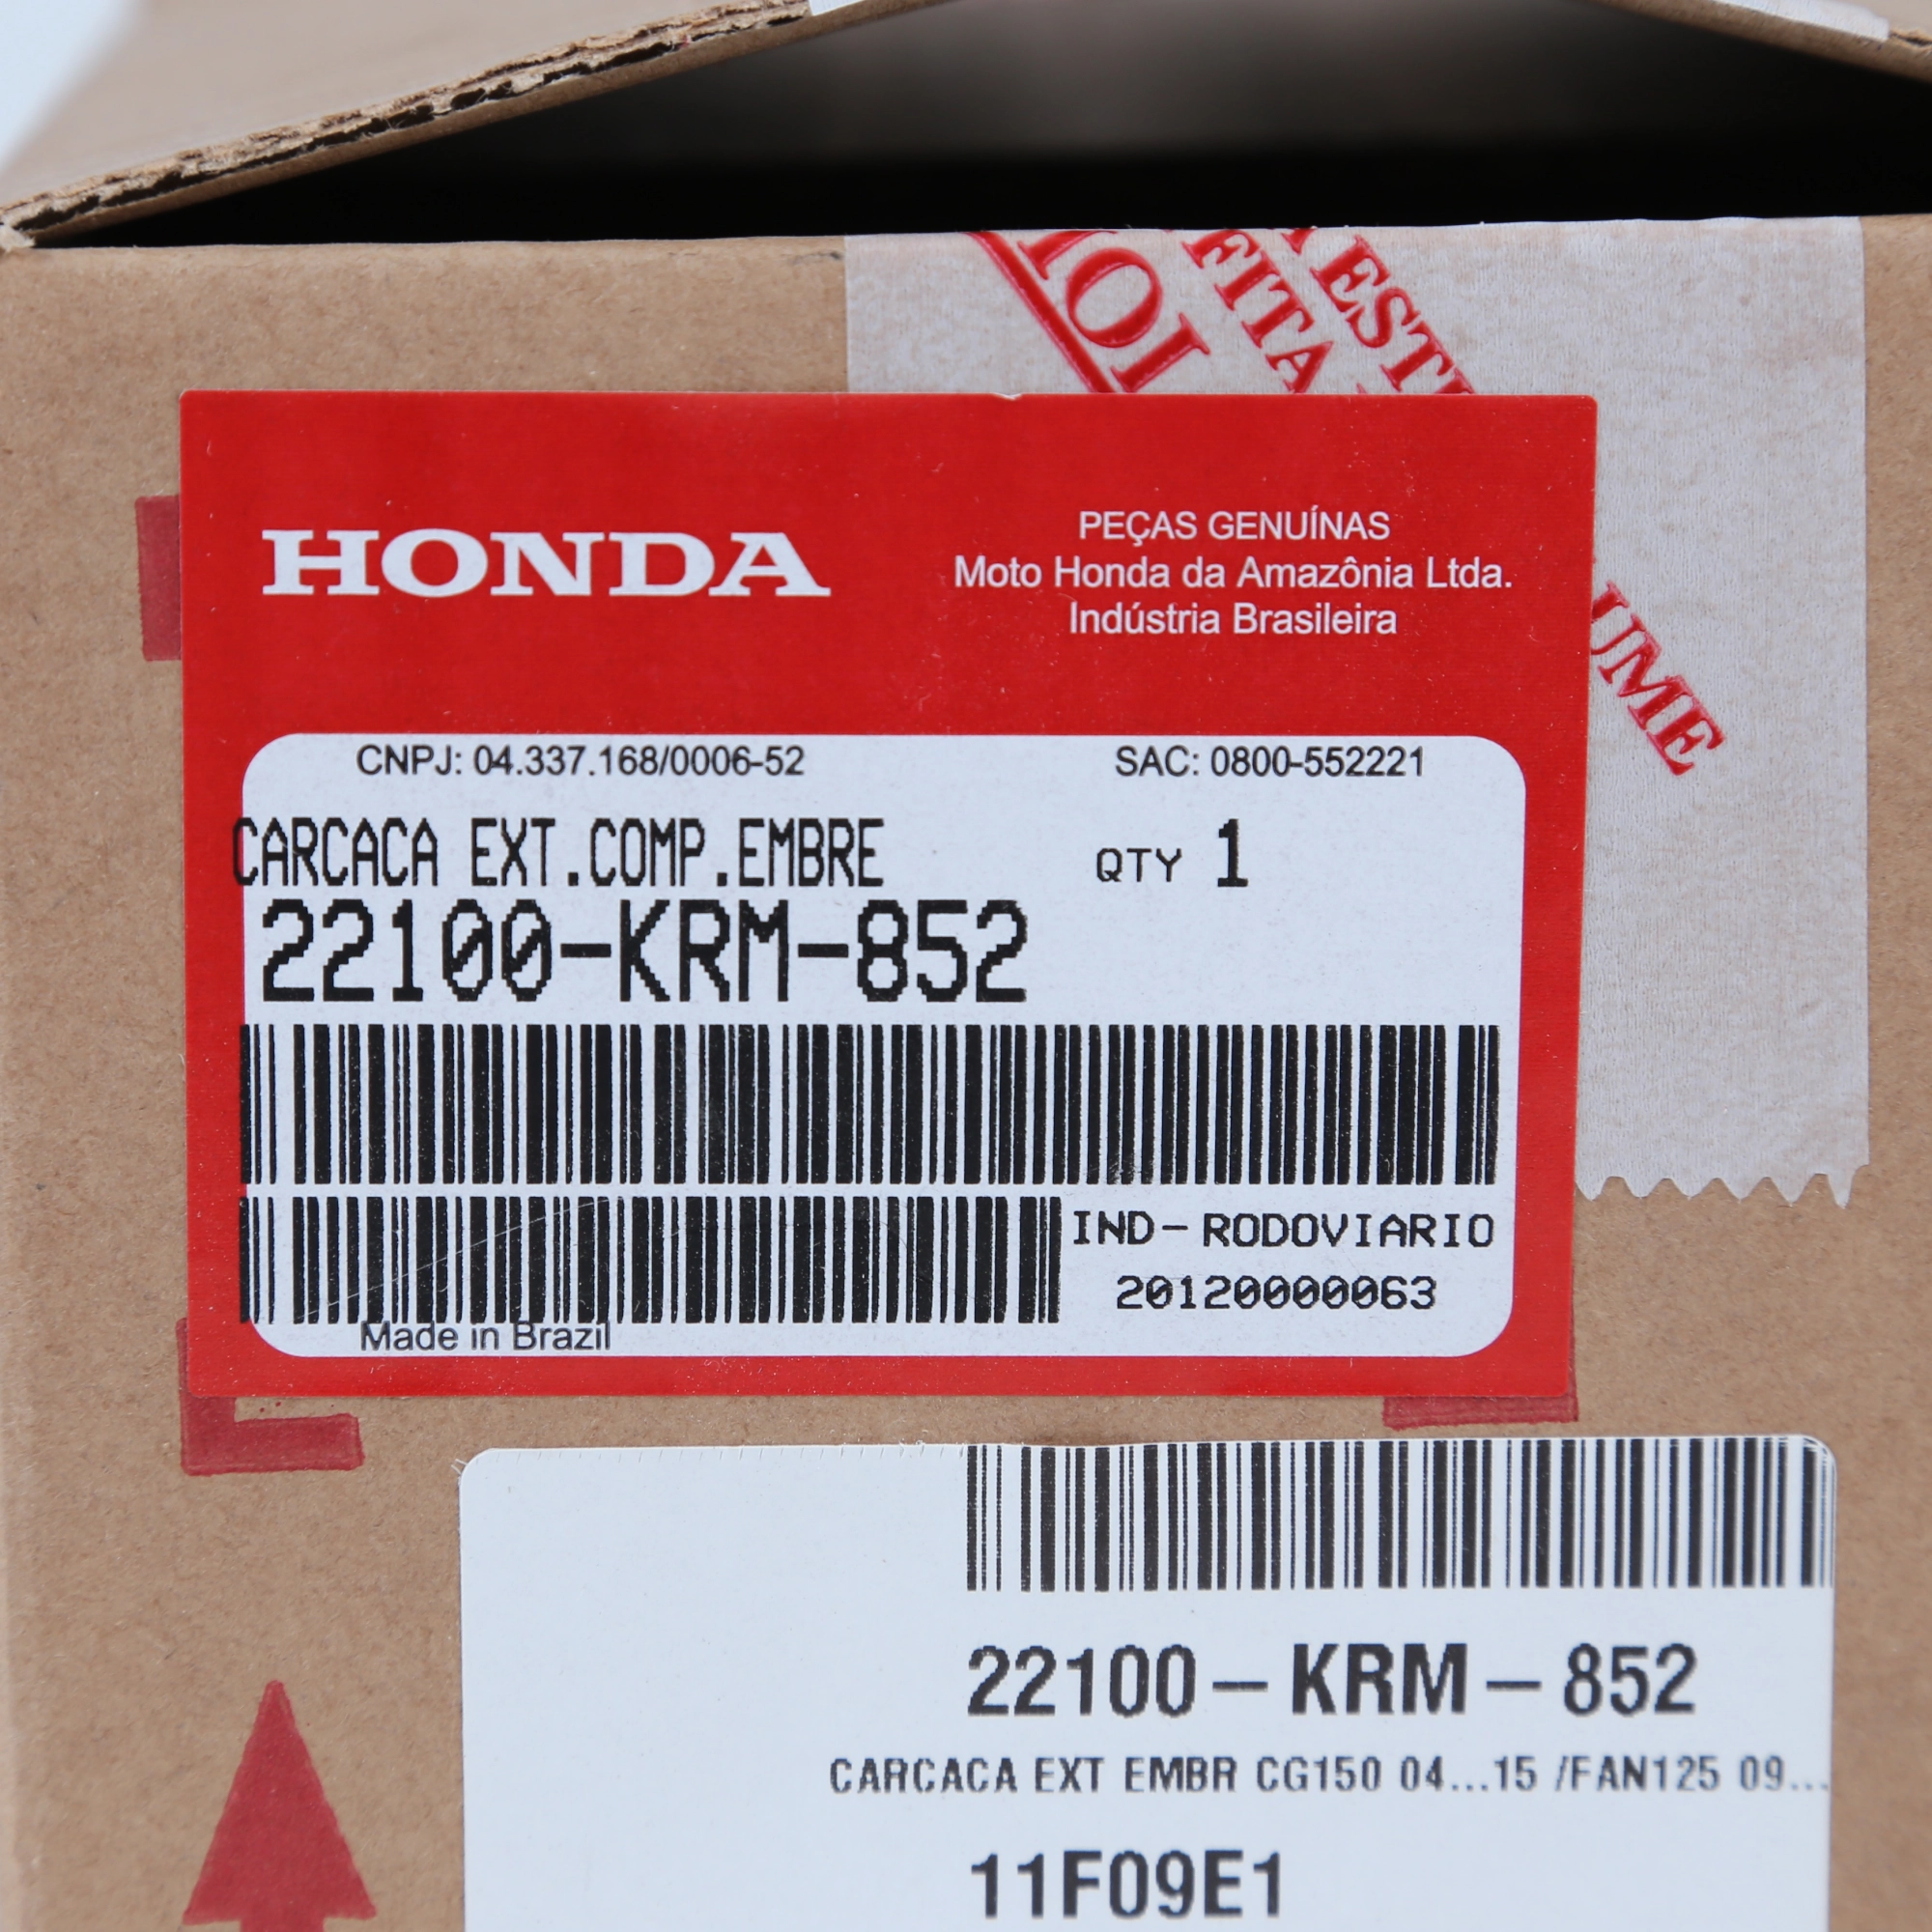 FITA
HONDA
PEÇAS GENUÍNAS
Moto Honda da Amazônia Ltda.
Indústria Brasileira
CNPJ: 04.337.168/0006-52
SAC: 0800-552221
CARCACA EXT.COMP.EMBRE
QTY 1
22100-KRM-852
IND-RODOVIARIO
201200000063
Made in Brazil
22100-KRM-852
CARCACA EXT EMBR CG150 04...15 /FAN125 09...
11F09E1